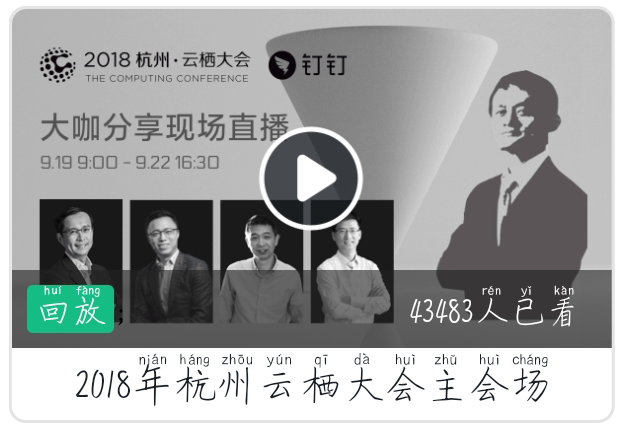 2018 杭州·云栖大会 钉钉
THE COMPUTING CONFERENCE
大咖分享现场直播
9.19 9:00 - 9.22 16:30
huí fàng rén yǐ kàn
回放 43483人已看
nján háng zhōu yún qī dà huì zhǔ huì cháng
2018年杭州云栖大会主会场